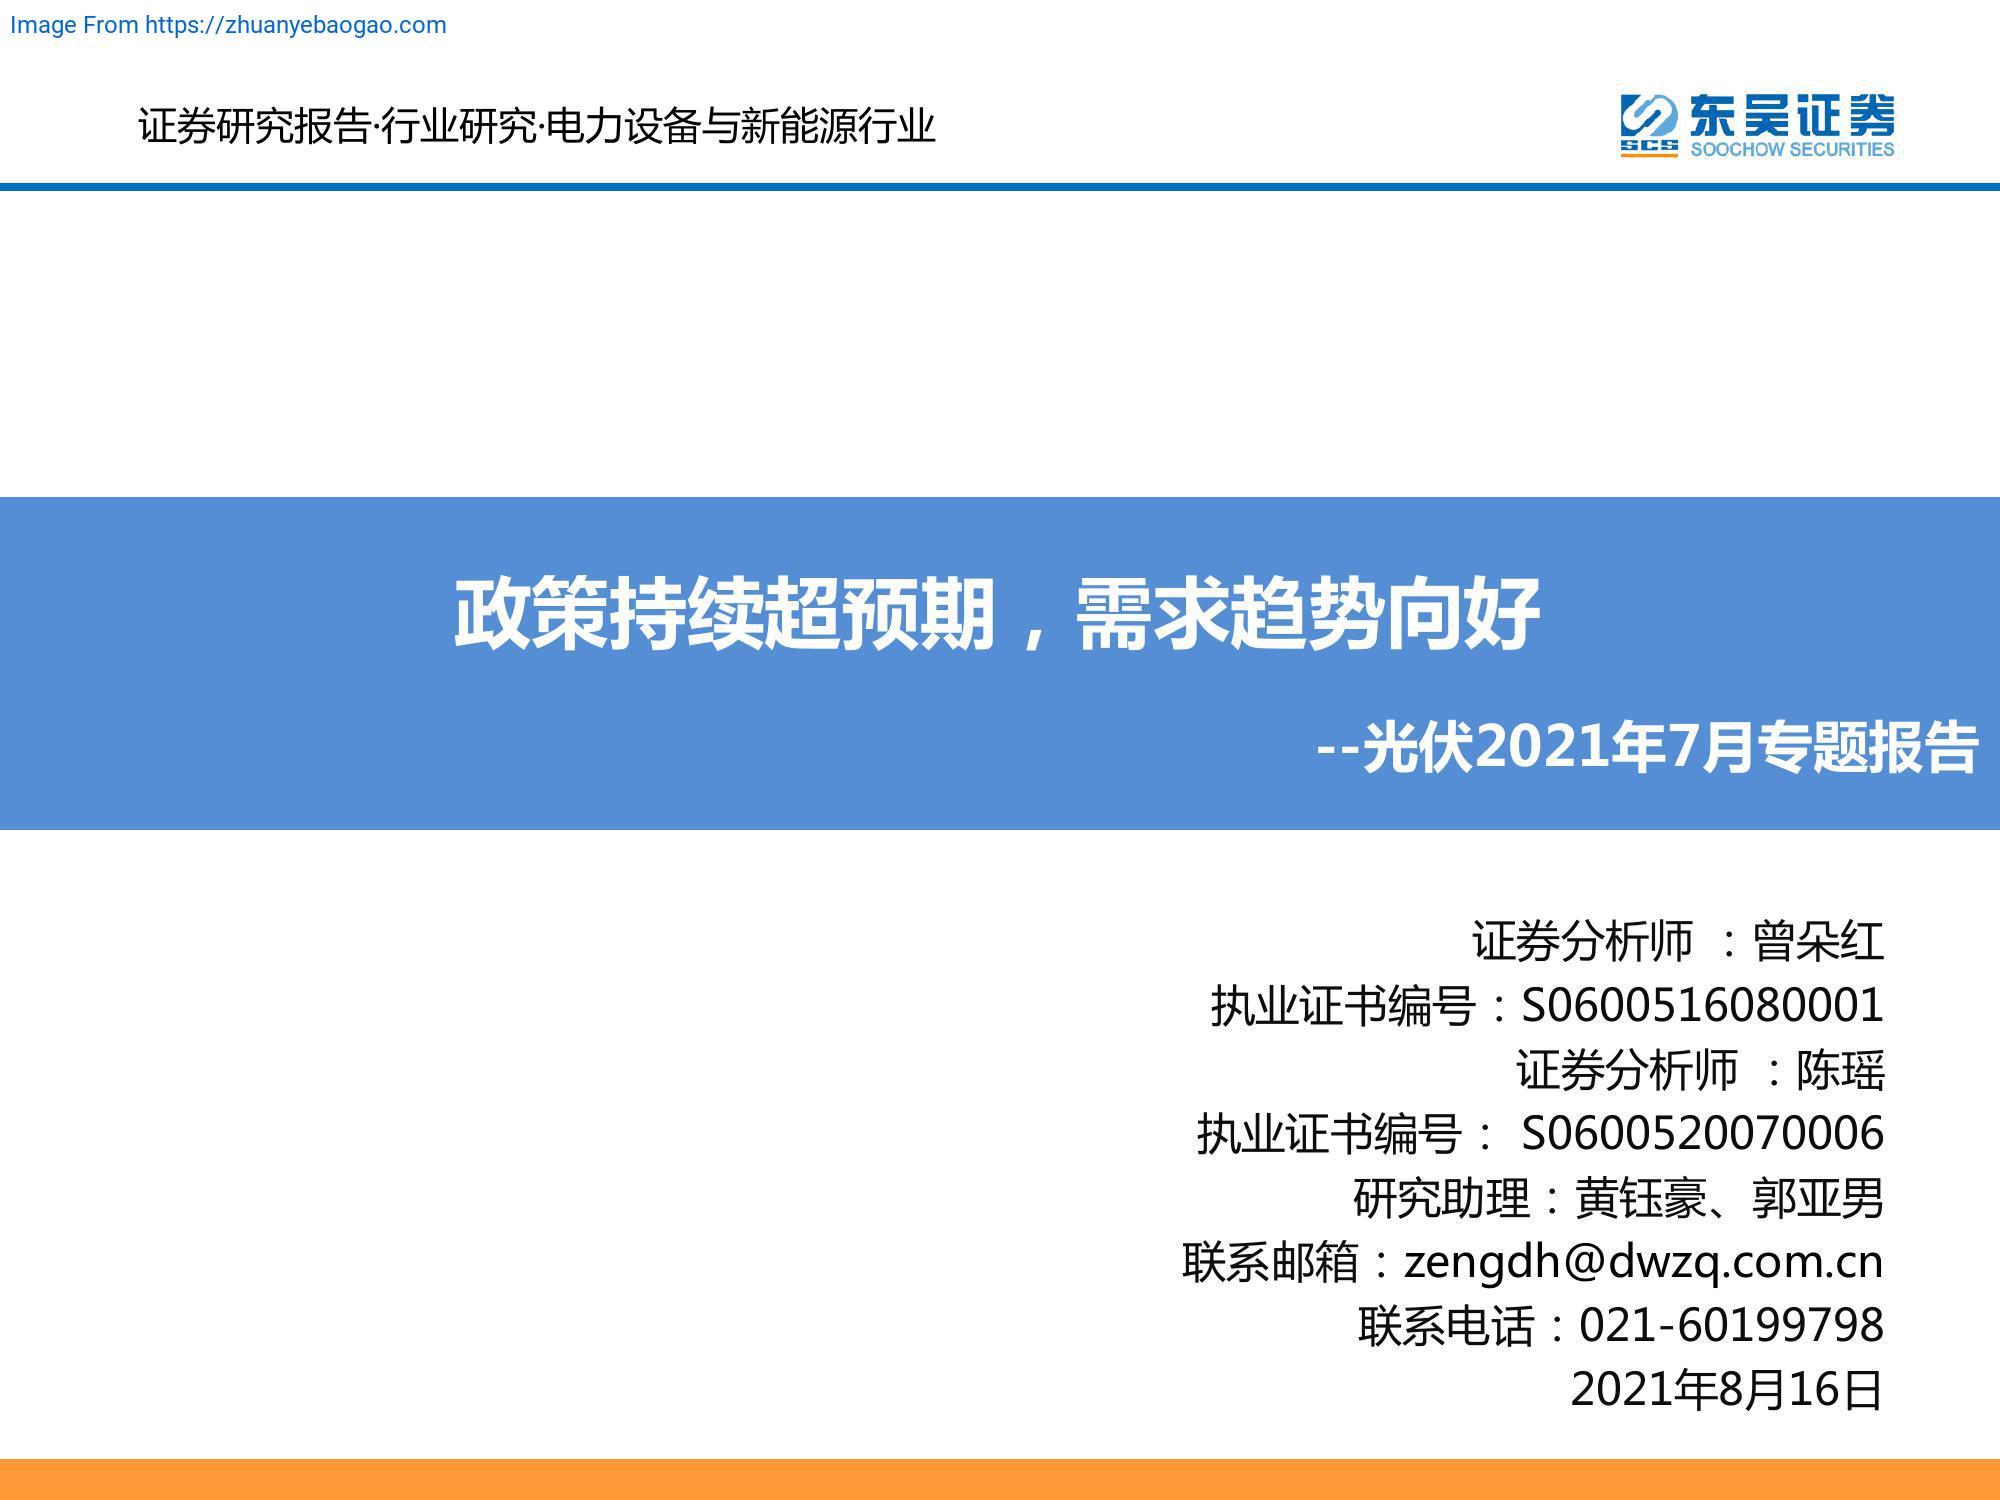 Image From https://zhuanyebaogao.com
证券研究报告·行业研究·电力设备与新能源行业
东吴证券
SCS
SOOCHOW SECURITIES
政策持续超预期，需求趋势向好
--光伏2021年7月专题报告
证券分析师 ：曾朵红
执业证书编号：S0600516080001
证券分析师 ：陈瑶
执业证书编号： S0600520070006
研究助理：黄钰豪、郭亚男
联系邮箱：zengdh@dwzq.com.cn
联系电话：021-60199798
2021年8月16日